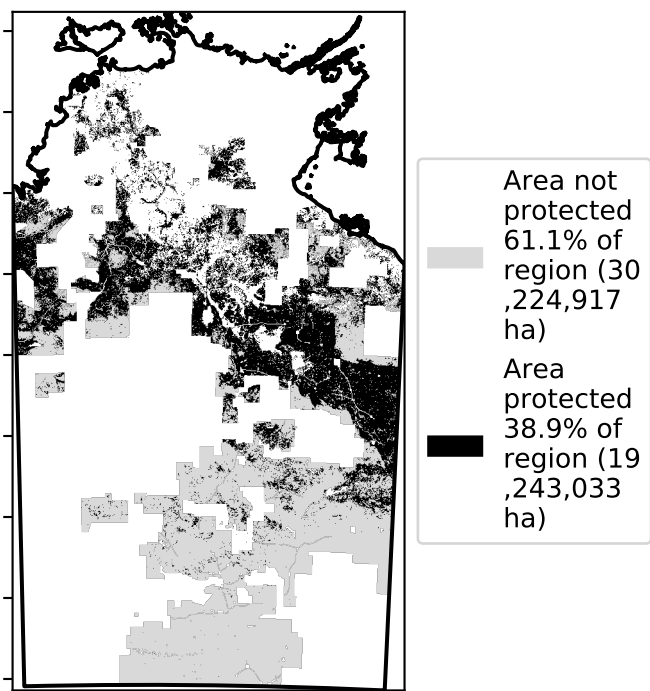 Area not
protected
61.1% of
region (30
,224,917
ha)
Area
protected
38.9% of
region (19
,243,033
ha)